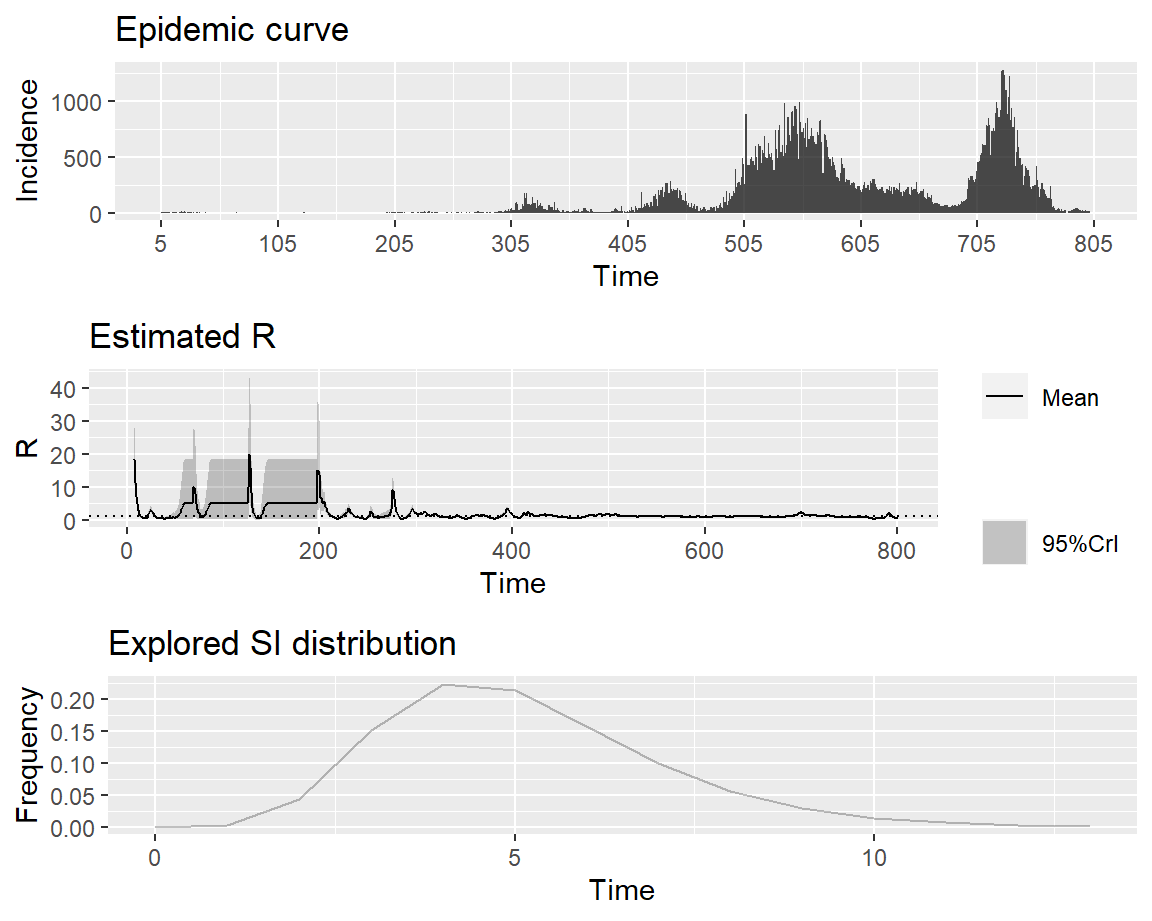 Epidemic curve
Incidence
1000
500
0
5 105 205 305 405 505 605 705 805
Time
Estimated R
R
40
30
20
10
0
0 200 400 600 800
Time
Mean
95%CrI
Explored SI distribution
Frequency
0.20
0.15
0.10
0.05
0.00
0 5 10
Time